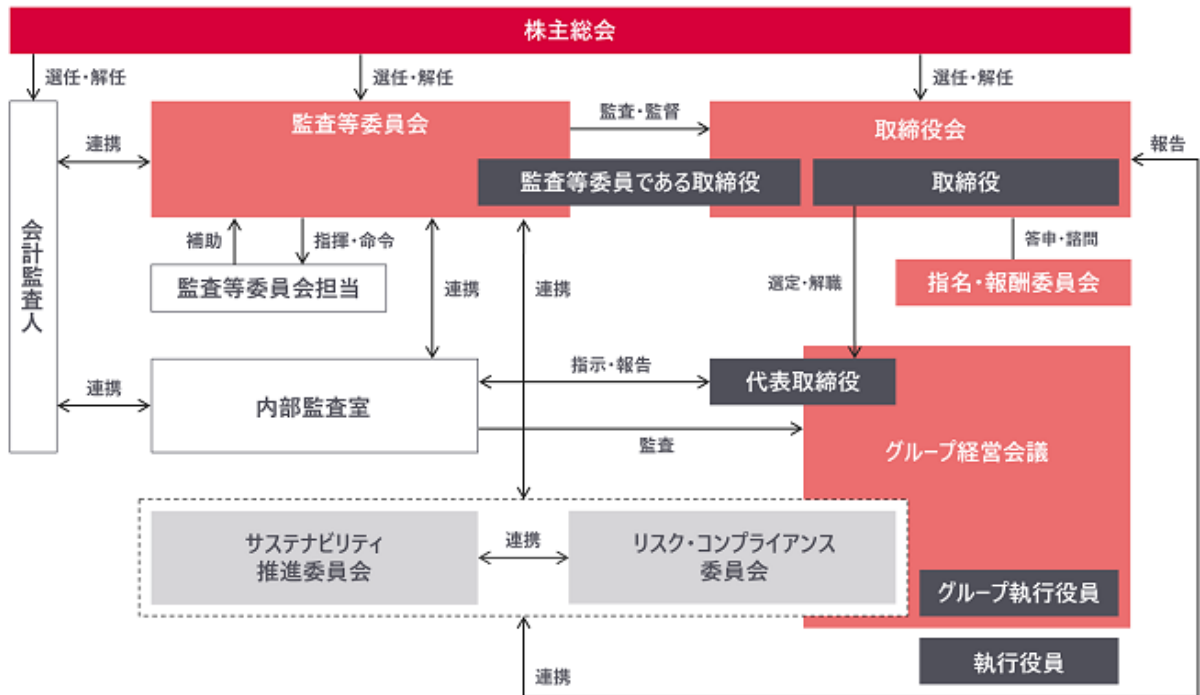 株主総会
選任・解任
選任・解任
選任・解任
監査等委員会
監査・監督
取締役会
連携
報告
監査等委員である取締役
取締役
会計監査人
補助
指揮・命令
答申・諮問
監査等委員会担当
連携
連携
選定・解職
指名・報酬委員会
指示・報告
代表取締役
連携
内部監査室
監査
グループ経営会議
サステナビリティ
推進委員会
連携
リスク・コンプライアンス
委員会
グループ執行役員
執行役員
連携